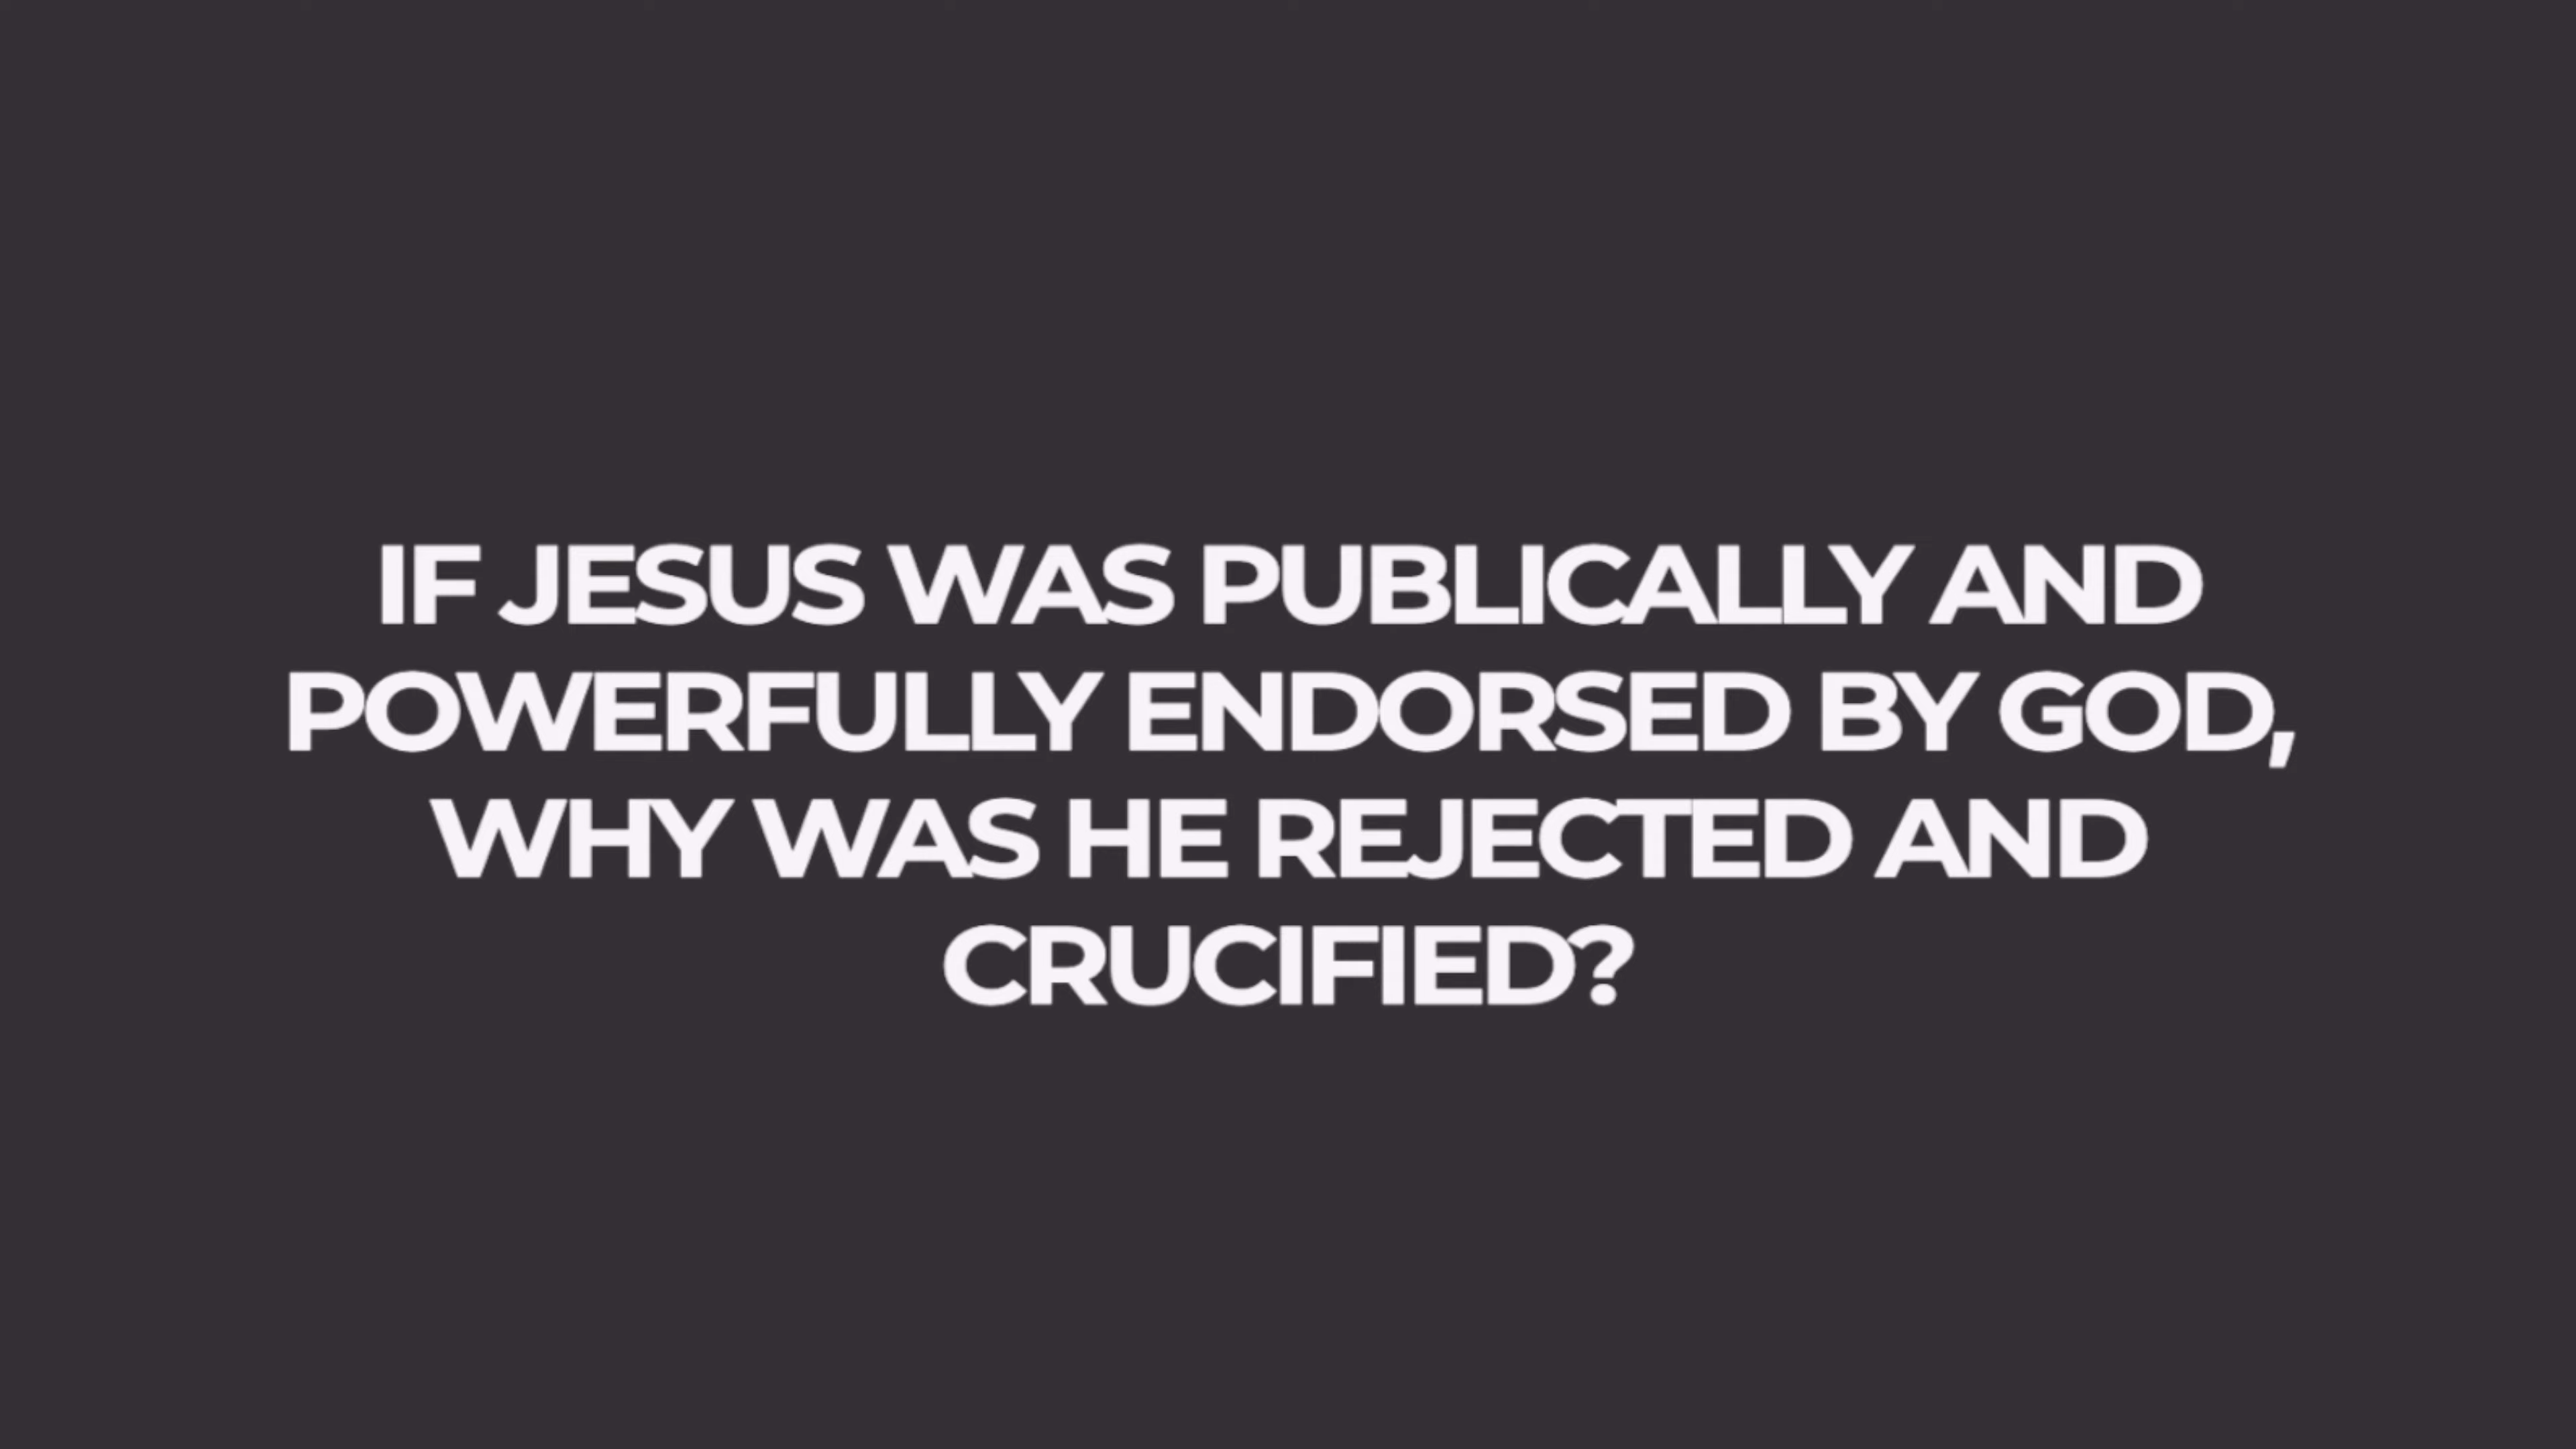 IF JESUS WAS PUBLICALLY AND
POWERFULLY ENDORSED BY GOD,
WHY WAS HE REJECTED AND
CRUCIFIED?